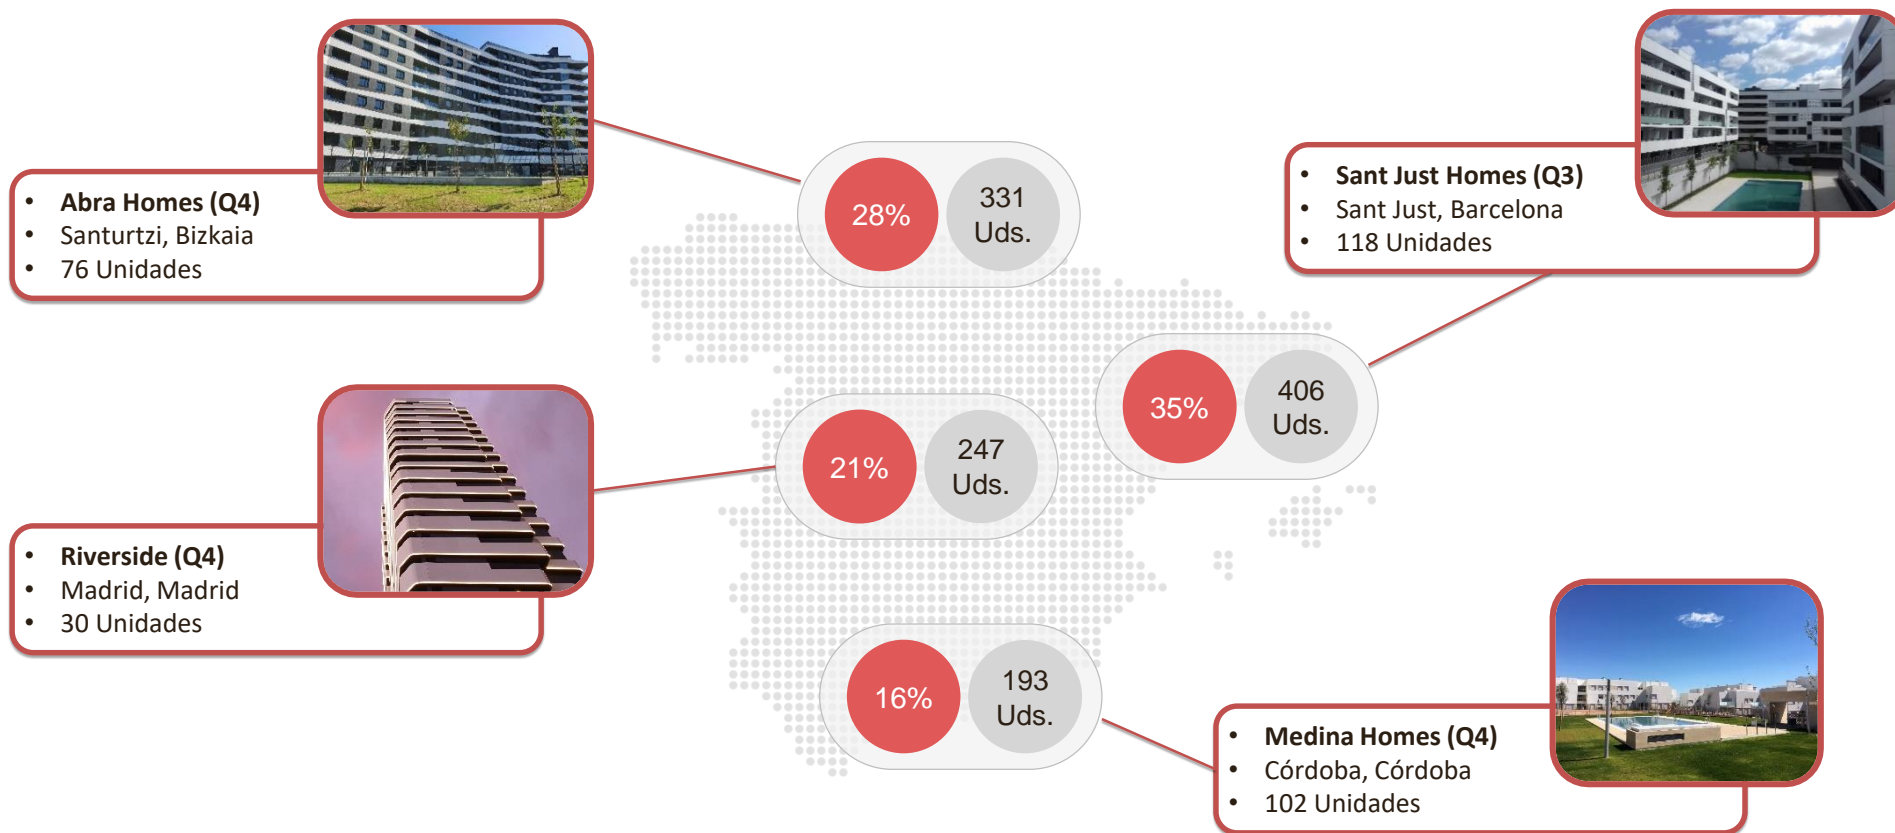 • Abra Homes (Q4)
• Santurtzi, Bizkaia
• 76 Unidades
28%
331
Uds.
• Sant Just Homes (Q3)
• Sant Just, Barcelona
• 118 Unidades
35%
406
Uds.
21%
247
Uds.
• Riverside (Q4)
• Madrid, Madrid
• 30 Unidades
16%
193
Uds.
• Medina Homes (Q4)
• Córdoba, Córdoba
• 102 Unidades